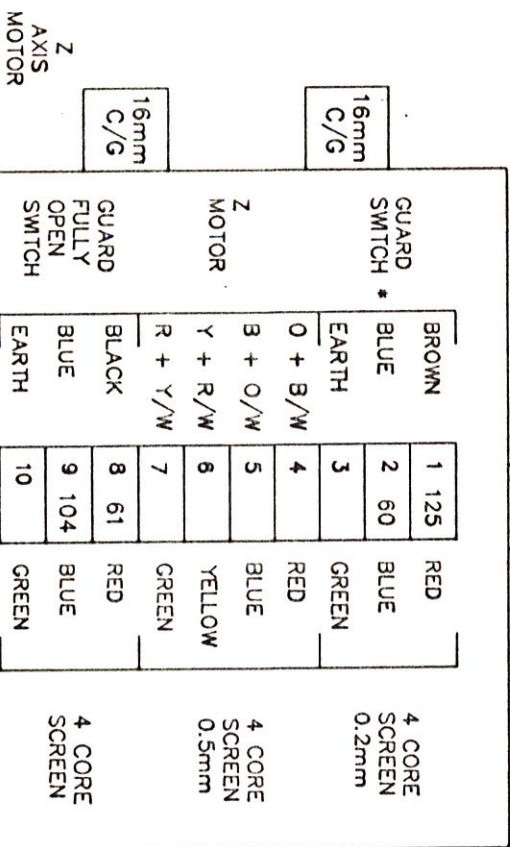 16mm
C/G
16mm
C/G
Z
AXIS
MOTOR
GUARD
SWITCH *
Z
MOTOR
GUARD
FULLY
OPEN
SWITCH
BROWN 1 125 RED
BLUE 2 60 BLUE
EARTH 3 GREEN
O + B/W 4 RED
B + O/W 5 BLUE
Y + R/W 6 YELLOW
R + Y/W 7 GREEN
BLACK 8 61 RED
BLUE 9 104 BLUE
EARTH 10 GREEN
4 CORE
SCREEN
0.2mm
4 CORE
SCREEN
0.5mm
4 CORE
SCREEN